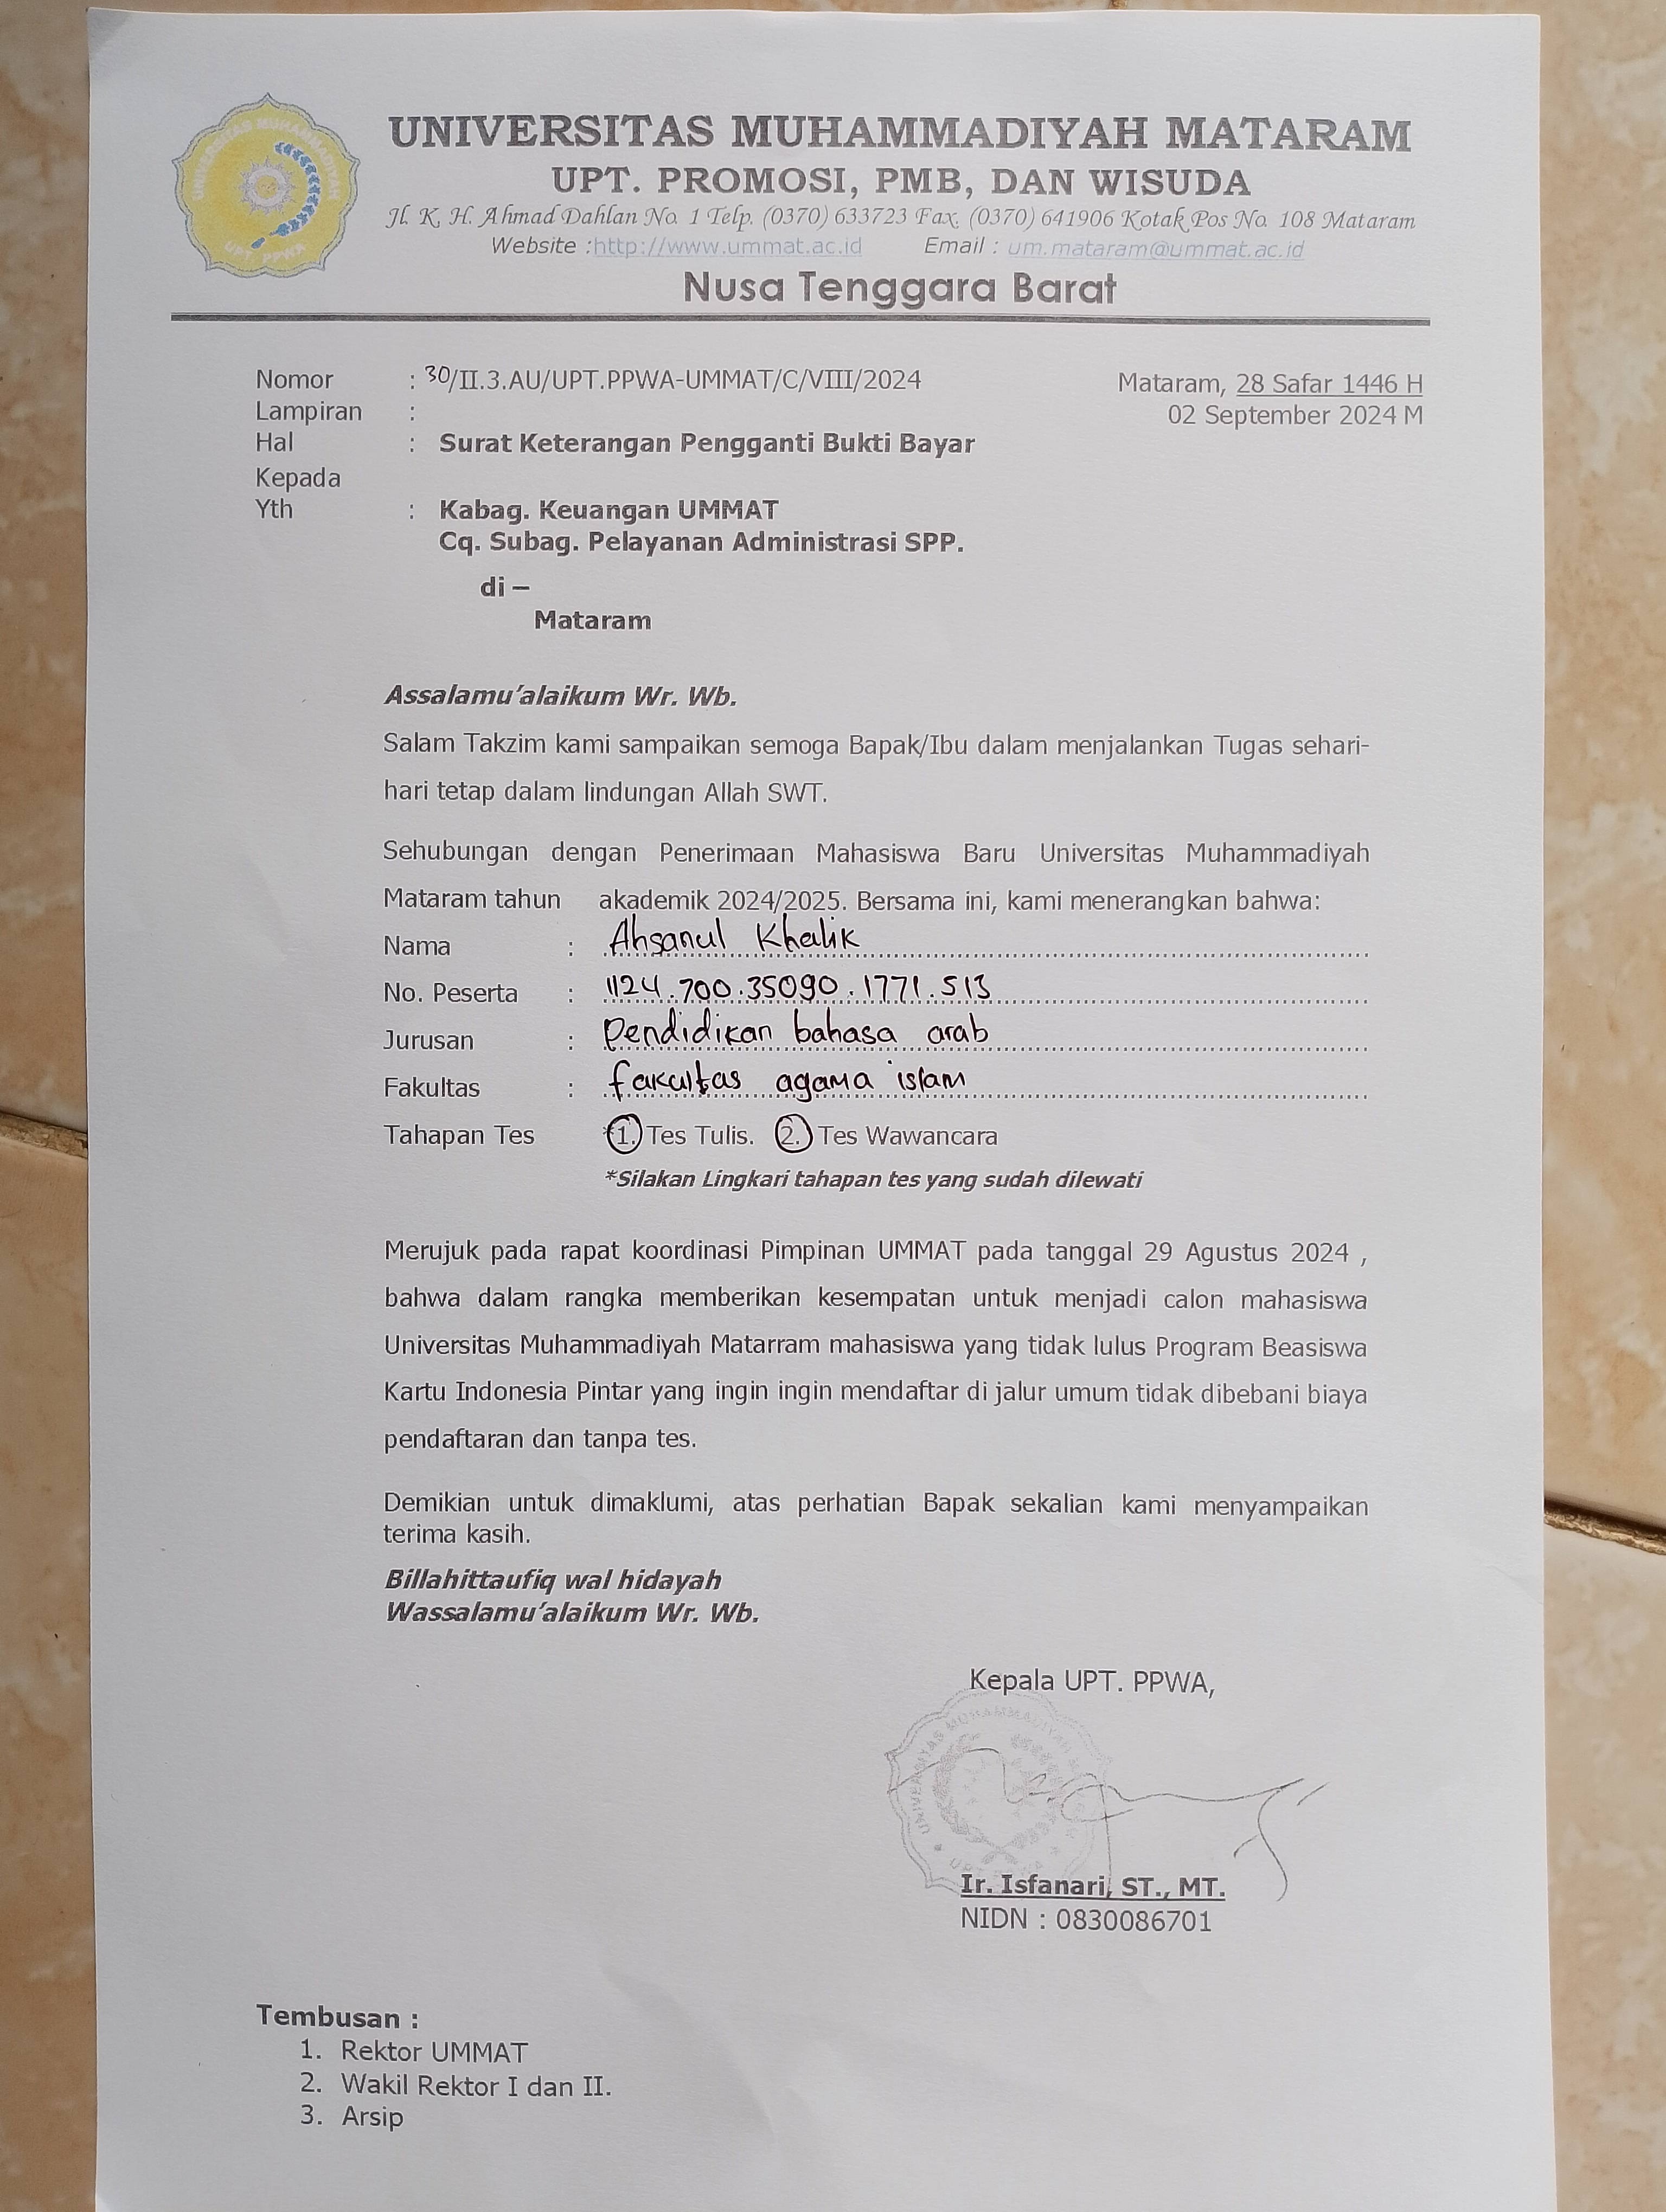 UNIVERSITAS MUHAMMADIYAH MATARAM
UPT. PROMOSI, PMB, DAN WISUDA
Jl. K. H. Ahmad Dahlan No. 1 Telp. (0370) 633723 Fax. (0370) 641906 Kotak Pos No. 108 Mataram
Website :http://www.ummat.ac.id Email : um.mataram@ummat.ac.id
Nusa Tenggara Barat
UNIVERSITAS MUHAMMADIYAH
UPT. PPWA
Nomor : 30/II.3.AU/UPT.PPWA-UMMAT/C/VIII/2024 Mataram, 28 Safar 1446 H
Lampiran : 02 September 2024 M
Hal : Surat Keterangan Pengganti Bukti Bayar
Kepada
Yth : Kabag. Keuangan UMMAT
Cq. Subag. Pelayanan Administrasi SPP.
di –
Mataram
Assalamu’alaikum Wr. Wb.
Salam Takzim kami sampaikan semoga Bapak/Ibu dalam menjalankan Tugas sehari-
hari tetap dalam lindungan Allah SWT.
Sehubungan dengan Penerimaan Mahasiswa Baru Universitas Muhammadiyah
Mataram tahun akademik 2024/2025. Bersama ini, kami menerangkan bahwa:
Nama : Ahsanul Khalik
No. Peserta : 1124.700.35090.1771.513
Jurusan : Pendidikan bahasa arab
Fakultas : fakultas agama islam
Tahapan Tes *1. Tes Tulis. 2. Tes Wawancara
*Silakan Lingkari tahapan tes yang sudah dilewati
Merujuk pada rapat koordinasi Pimpinan UMMAT pada tanggal 29 Agustus 2024 ,
bahwa dalam rangka memberikan kesempatan untuk menjadi calon mahasiswa
Universitas Muhammadiyah Matarram mahasiswa yang tidak lulus Program Beasiswa
Kartu Indonesia Pintar yang ingin ingin mendaftar di jalur umum tidak dibebani biaya
pendaftaran dan tanpa tes.
Demikian untuk dimaklumi, atas perhatian Bapak sekalian kami menyampaikan
terima kasih.
Billahittaufiq wal hidayah
Wassalamu’alaikum Wr. Wb.
Kepala UPT. PPWA,
UNIVERSITAS MUHAMMADIYAH
Ir. Isfanari, ST., MT.
NIDN : 0830086701
Tembusan :
1. Rektor UMMAT
2. Wakil Rektor I dan II.
3. Arsip